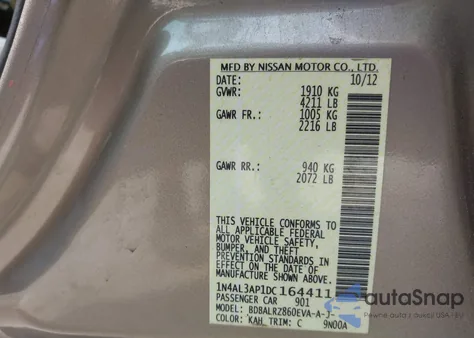 MFD BY NISSAN MOTOR CO., LTD.
DATE: 10/12
GVWR: 1910 KG
4211 LB
GAWR FR.: 1005 KG
2216 LB
GAWR RR.: 940 KG
2072 LB
THIS VEHICLE CONFORMS TO
ALL APPLICABLE FEDERAL
MOTOR VEHICLE SAFETY,
BUMPER, AND THEFT
PREVENTION STANDARDS IN
EFFECT ON THE DATE OF
MANUFACTURE SHOWN ABOVE.
1N4AL3AP1DC164411
PASSENGER CAR 901
MODEL: BDBALRZ860EVA-A-J-
COLOR: KAH TRIM: C 9N00A
autoSnap
Pewne auta z USA